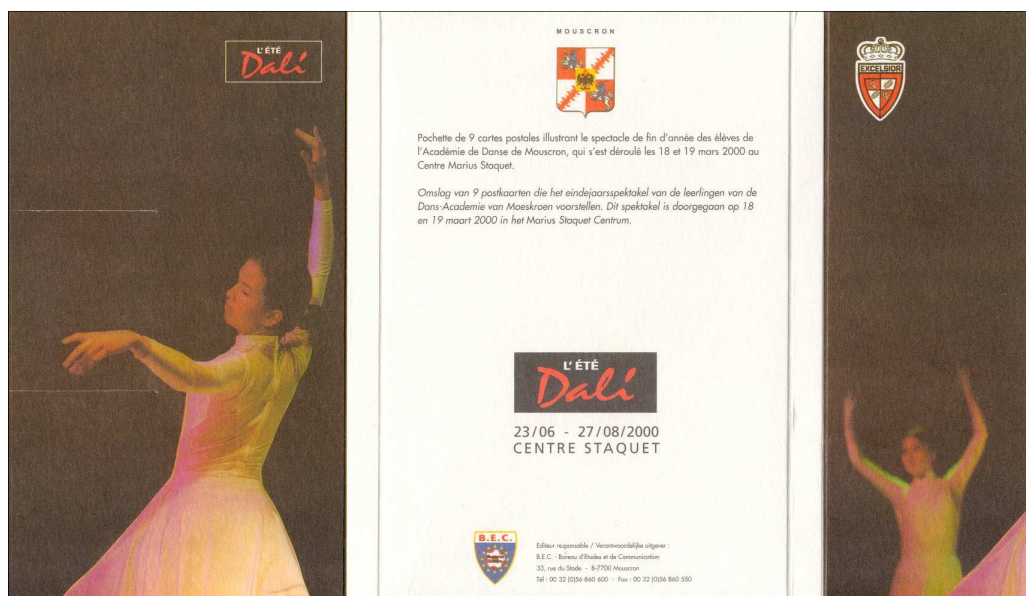 L'ÉTÉ
Dalí
MOUSCRON
Pochette de 9 cartes postales illustrant le spectacle de fin d'année des élèves de
l'Académie de Danse de Mouscron, qui s'est déroulé les 18 et 19 mars 2000 au
Centre Marius Staquet.
Omslag van 9 postkaarten die het eindejaarsspektakel van de leerlingen van de
Dans-Academie van Moeskroen voorstellen. Dit spektakel is doorgegaan op 18
en 19 maart 2000 in het Marius Staquet Centrum.
L'ÉTÉ
Dalí
23/06 - 27/08/2000
CENTRE STAQUET
B.E.C.
Editeur responsable / Verantwoordelijke uitgever :
B.E.C. - Bureau d'Etudes et de Communication
33, rue du Stade - B-7700 Mouscron
Tél : 00 32 (0)56 860 600 - Fax : 00 32 (0)56 860 550
EXCELSIOR